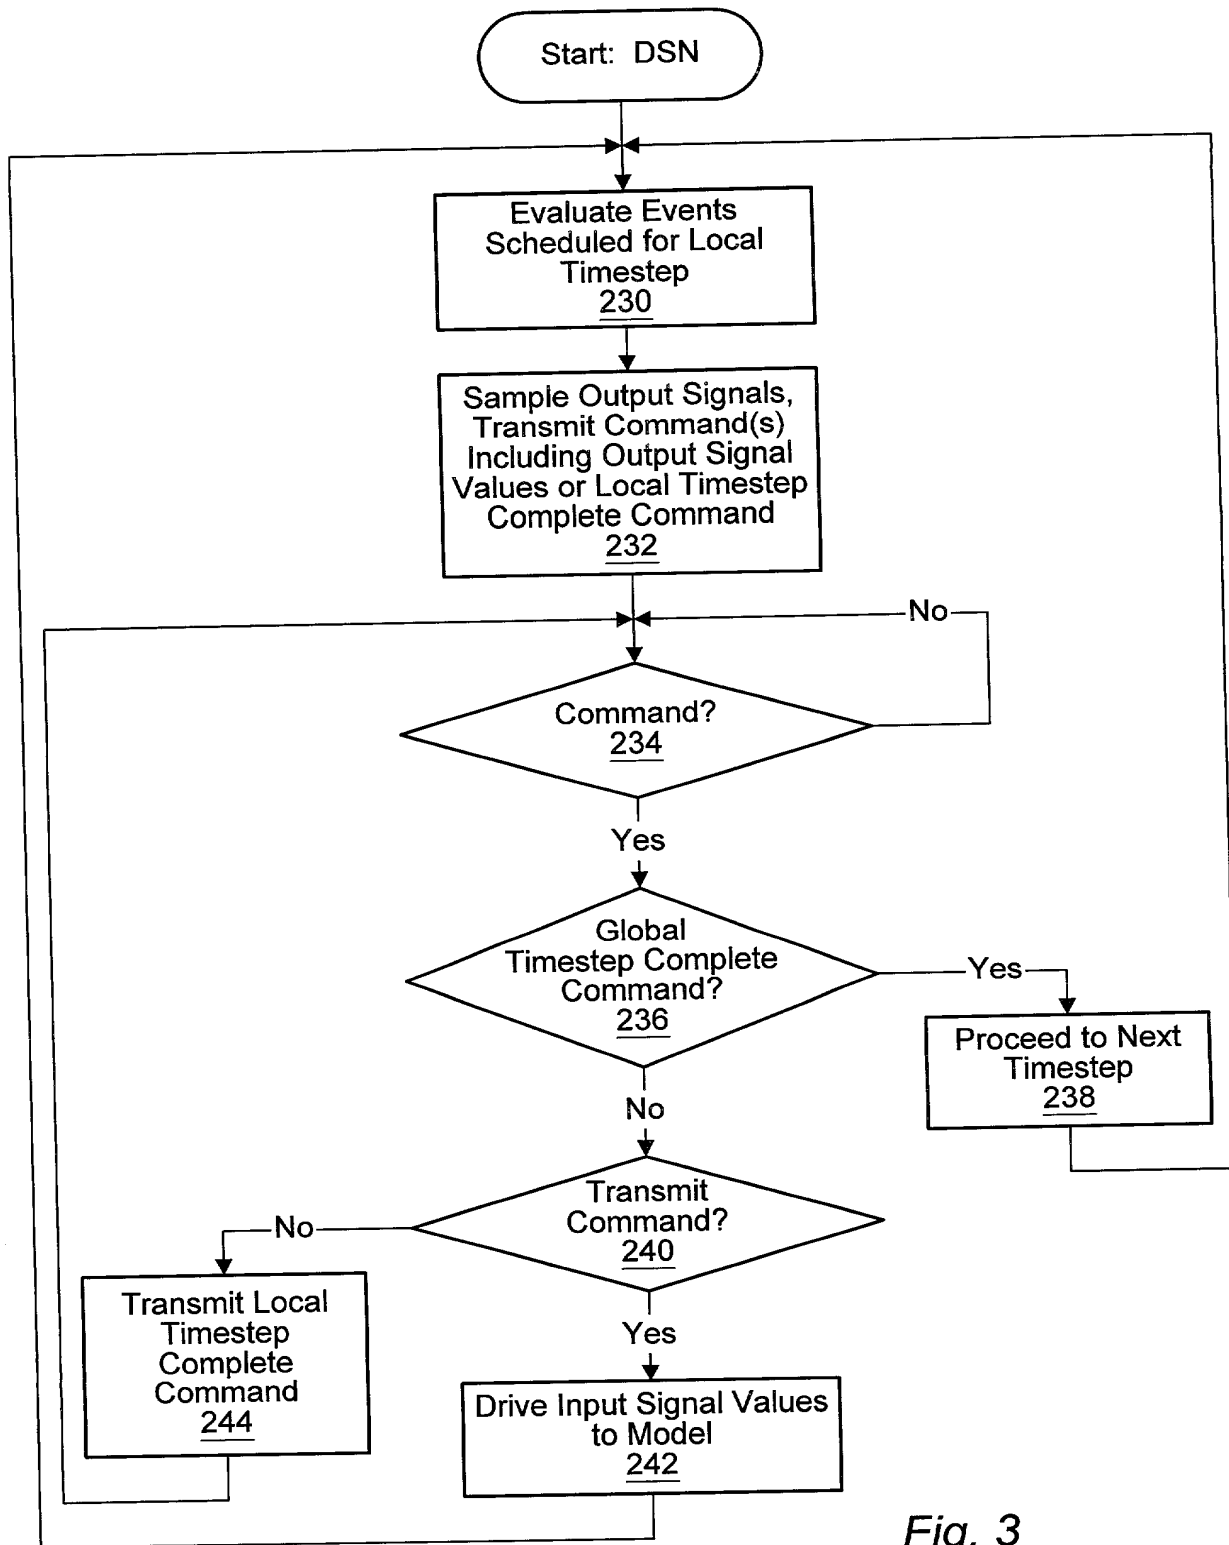 Start: DSN
Evaluate Events
Scheduled for Local
Timestep
230
Sample Output Signals,
Transmit Command(s)
Including Output Signal
Values or Local Timestep
Complete Command
232
No
Command?
234
Yes
Global
Timestep Complete
Command?
236
Yes
Proceed to Next
Timestep
238
No
Transmit
Command?
240
No
Transmit Local
Timestep
Complete
Command
244
Yes
Drive Input Signal Values
to Model
242
Fig. 3